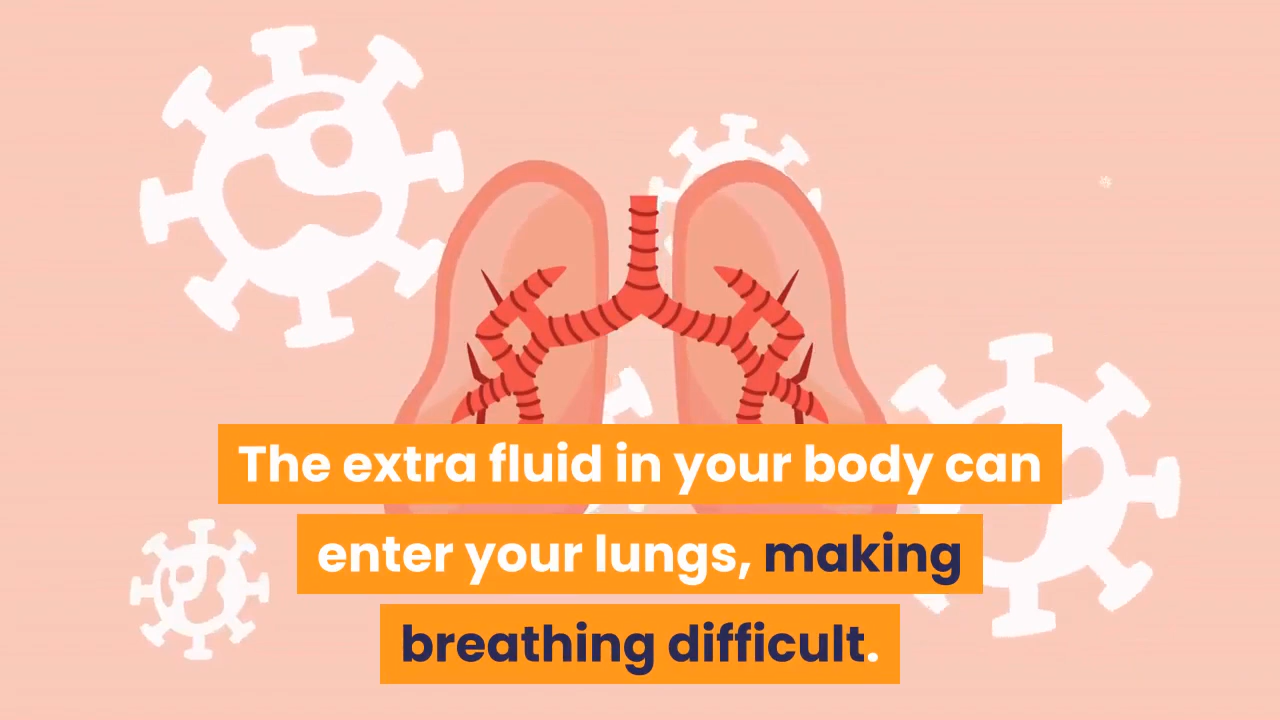 The extra fluid in your body can
enter your lungs, making
breathing difficult.